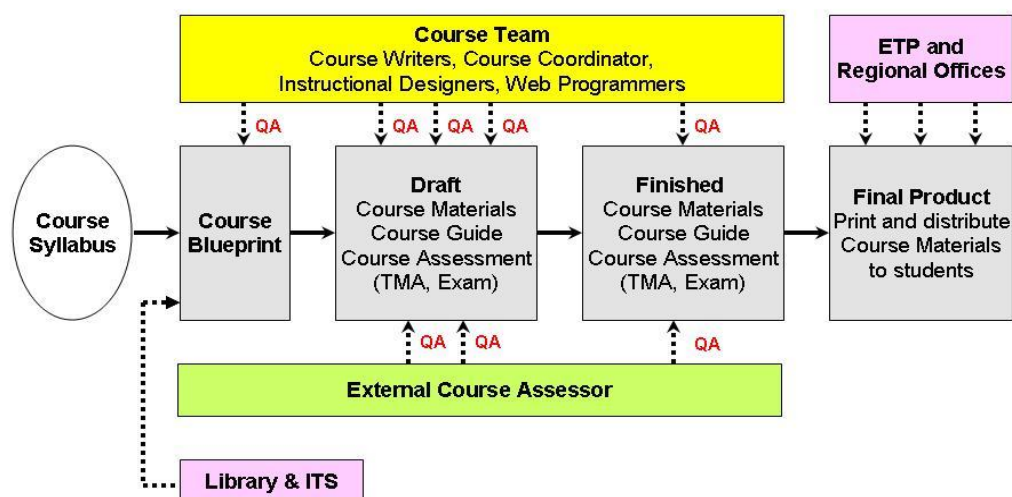 Course Team
Course Writers, Course Coordinator,
Instructional Designers, Web Programmers
ETP and
Regional Offices
QA
QA
QA
QA
QA
Course
Syllabus
Course
Blueprint
Draft
Course Materials
Course Guide
Course Assessment
(TMA, Exam)
Finished
Course Materials
Course Guide
Course Assessment
(TMA, Exam)
Final Product
Print and distribute
Course Materials
to students
QA
QA
QA
External Course Assessor
Library & ITS